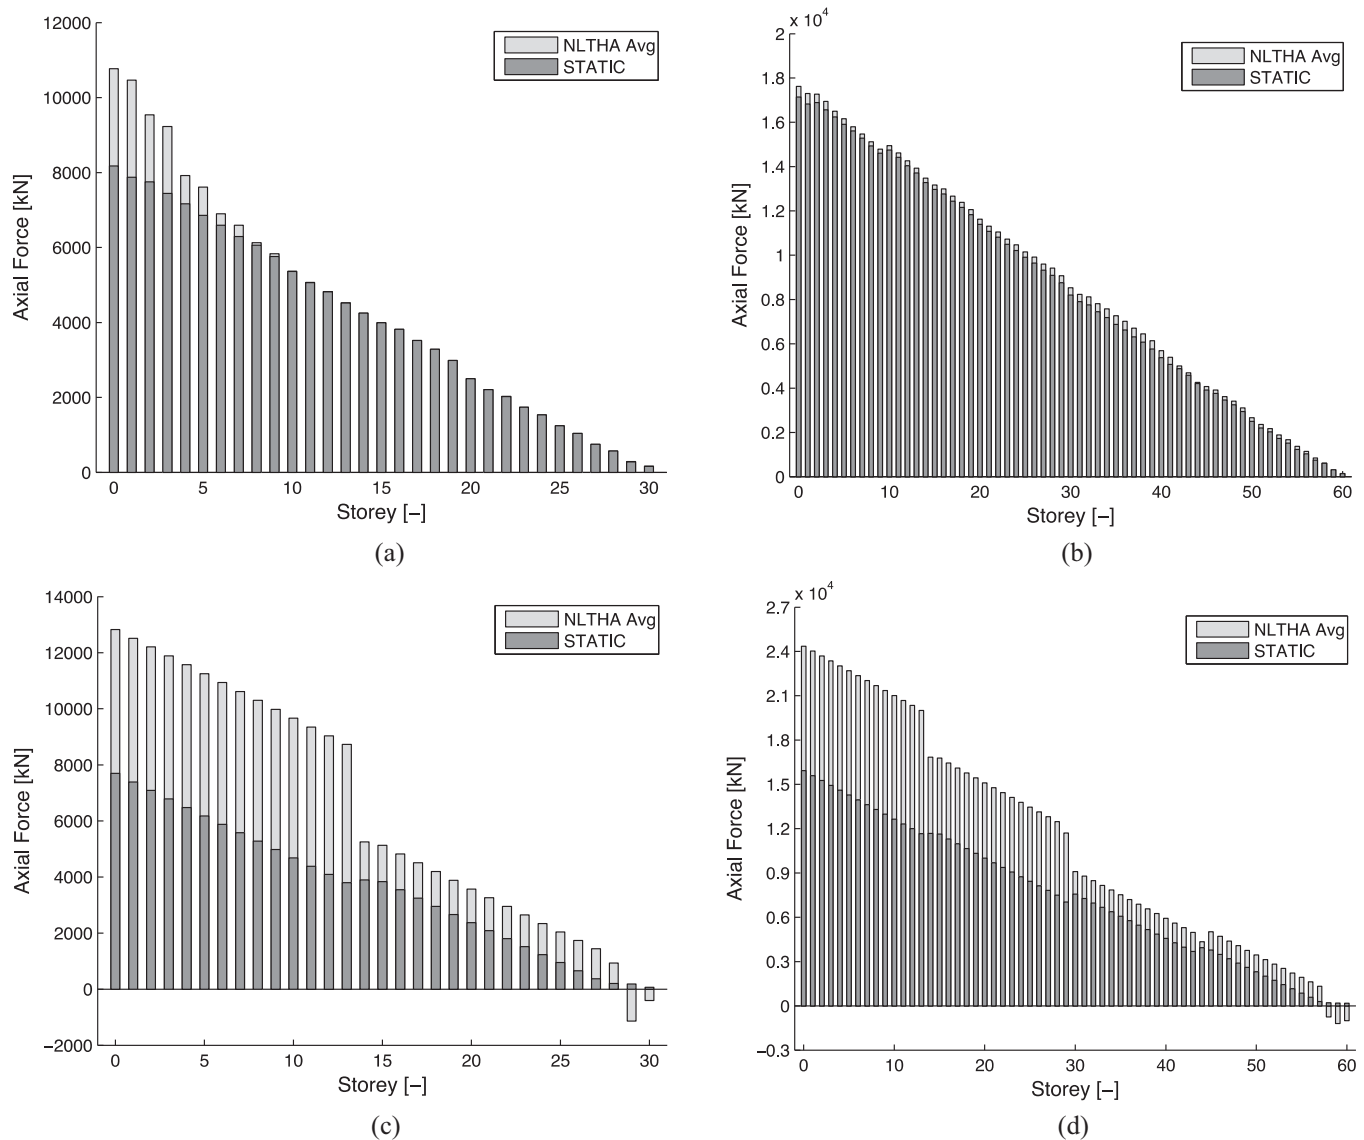 12000
10000
8000
6000
4000
2000
0
Axial Force [kN]
NLTHA Avg
STATIC
0 5 10 15 20 25 30
Storey [–]
(a)
x 10^4
2
1.8
1.6
1.4
1.2
1
0.8
0.6
0.4
0.2
0
Axial Force [kN]
NLTHA Avg
STATIC
0 10 20 30 40 50 60
Storey [–]
(b)
14000
12000
10000
8000
6000
4000
2000
0
−2000
Axial Force [kN]
NLTHA Avg
STATIC
0 5 10 15 20 25 30
Storey [–]
(c)
x 10^4
2.7
2.4
2.1
1.8
1.5
1.2
0.9
0.6
0.3
0
−0.3
Axial Force [kN]
NLTHA Avg
STATIC
0 10 20 30 40 50 60
Storey [–]
(d)